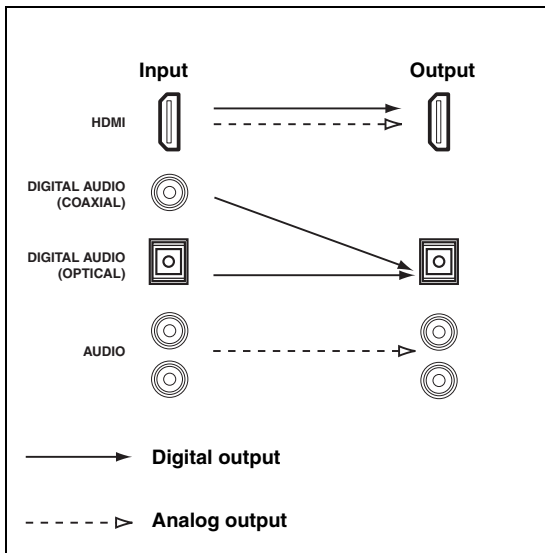 Input Output
HDMI
DIGITAL AUDIO
(COAXIAL)
DIGITAL AUDIO
(OPTICAL)
AUDIO
Digital output
Analog output